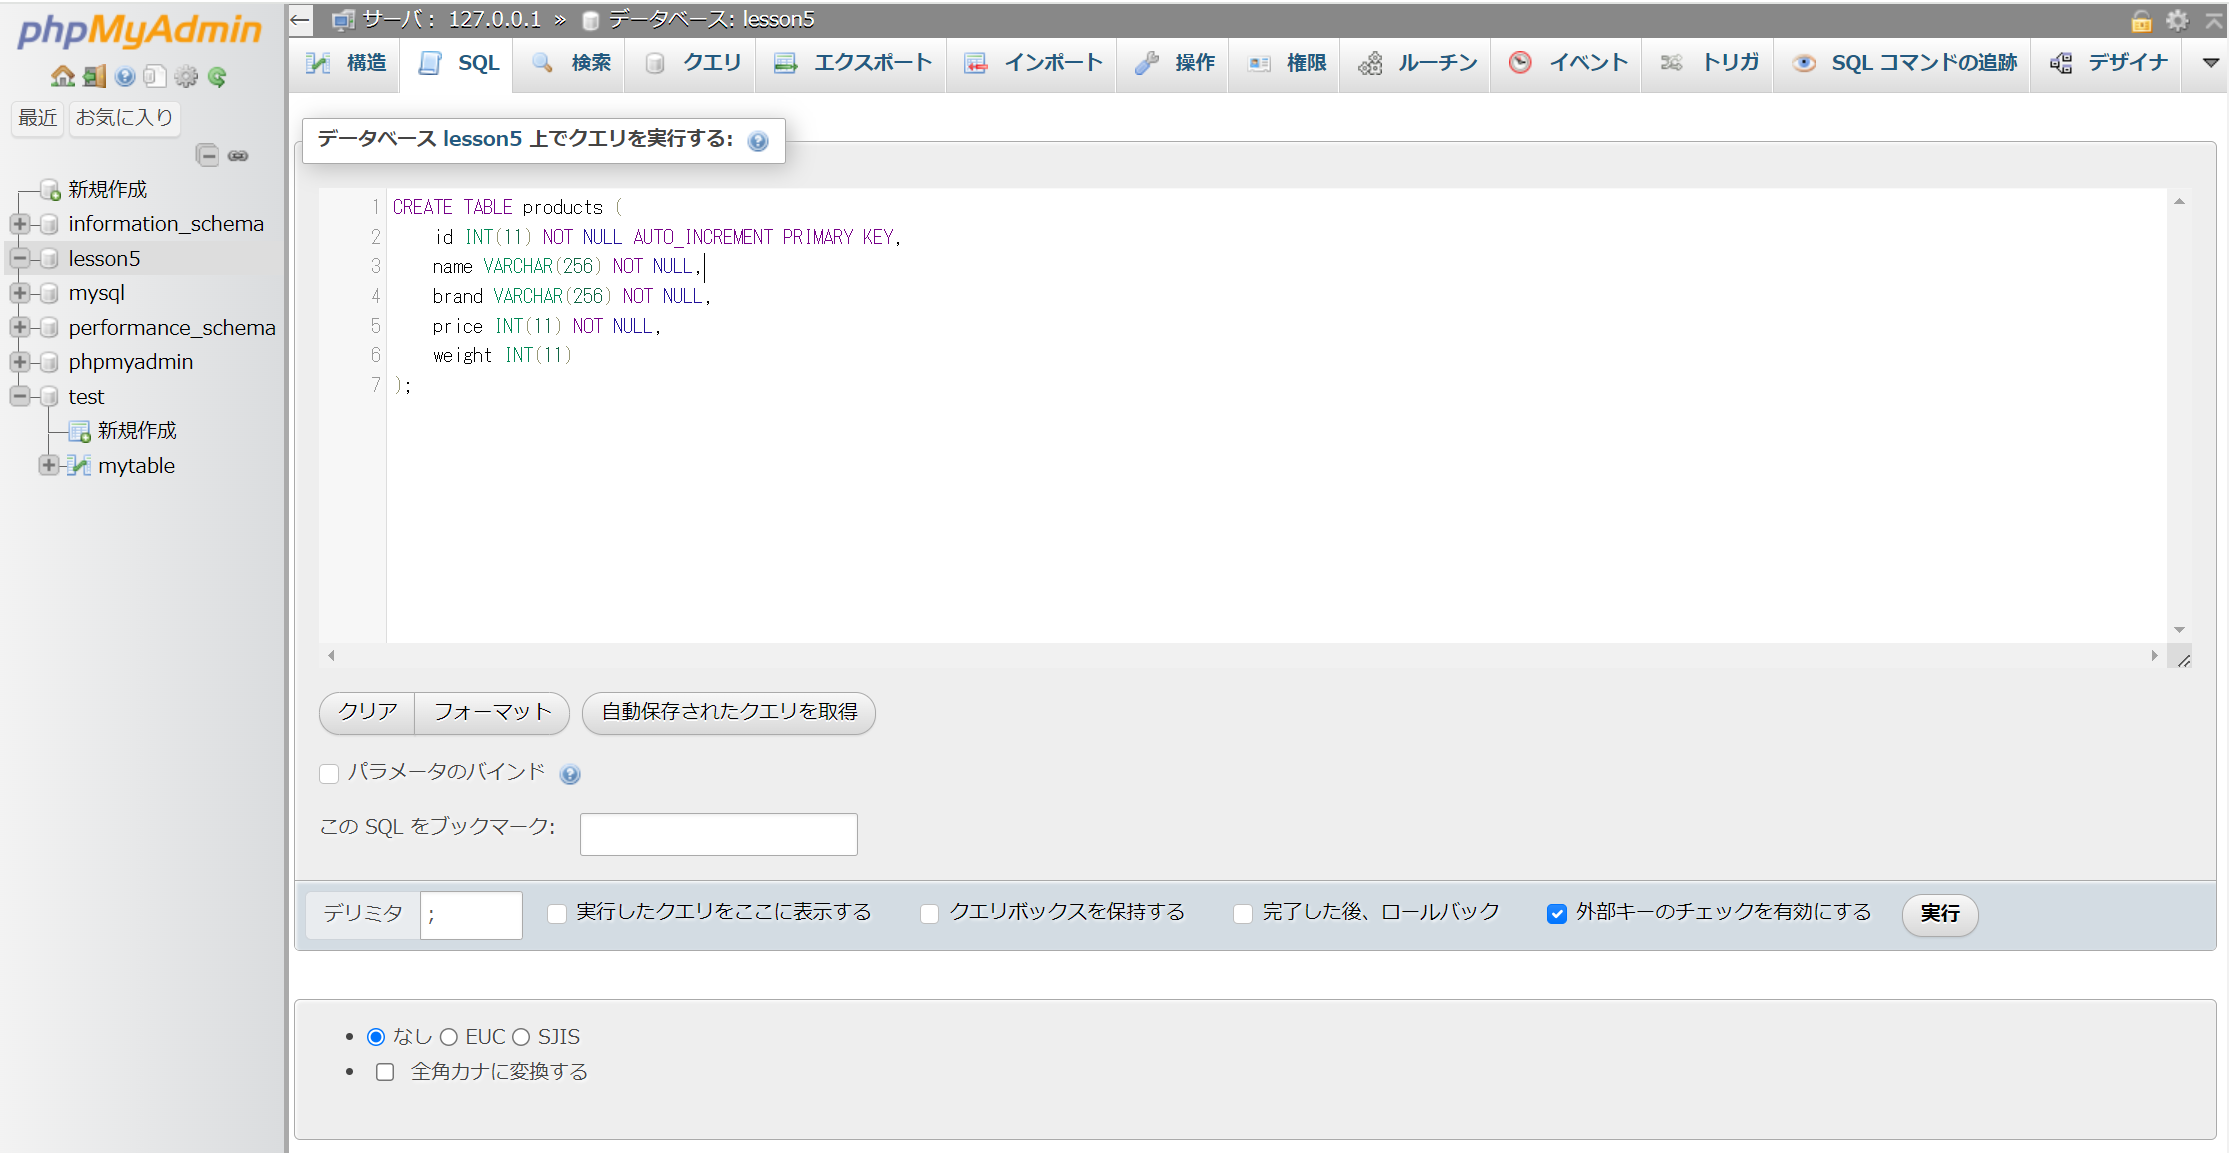 phpMyAdmin
最近 お気に入り
新規作成
information_schema
lesson5
mysql
performance_schema
phpmyadmin
test
新規作成
mytable
サーバ: 127.0.0.1 » データベース: lesson5
構造 SQL 検索 クエリ エクスポート インポート 操作 権限 ルーチン イベント トリガ SQL コマンドの追跡 デザイナ
データベース lesson5 上でクエリを実行する:
1 CREATE TABLE products (
2 id INT(11) NOT NULL AUTO_INCREMENT PRIMARY KEY,
3 name VARCHAR(256) NOT NULL,
4 brand VARCHAR(256) NOT NULL,
5 price INT(11) NOT NULL,
6 weight INT(11)
7 );
クリア フォーマット 自動保存されたクエリを取得
パラメータのバインド
この SQL をブックマーク:
デリミタ ; 実行したクエリをここに表示する クエリボックスを保持する 完了した後、ロールバック 外部キーのチェックを有効にする 実行
なし EUC SJIS
全角カナに変換する